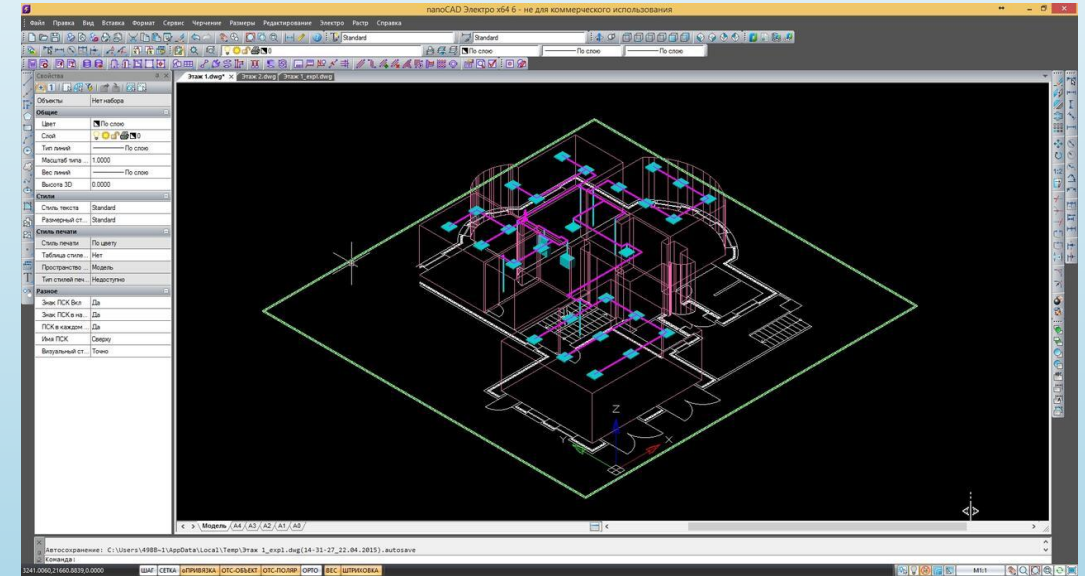 nanoCAD Электро x64 6 - не для коммерческого использования
Файл Правка Вид Вставка Формат Сервис Черчение Размеры Редактирование Электро Растр Справка
Standard Standard
0 По слою По слою По слою
Свойства
Этаж 1.dwg* Этаж 2.dwg Этаж 1_expl.dwg
Объекты Нет набора
Общие
Цвет По слою
Слой 0
Тип линий По слою
Масштаб типа ... 1.0000
Вес линий По слою
Высота 3D 0.0000
Стили
Стиль текста Standard
Размерный ст... Standard
Стиль печати
Стиль печати По цвету
Таблица стиле... Нет
Пространство ... Модель
Тип стилей печ... Недоступно
Разное
Знак ПСК Вкл Да
Знак ПСК в на... Да
ПСК в каждом ... Да
Имя ПСК Сверху
Визуальный ст... Точно
Z
Y X
Модель A4 A3 A2 A1 A0
Автосохранение: C:\Users\4988~1\AppData\Local\Temp\Этаж 1_expl.dwg(14-31-27_22.04.2015).autosave
Команда:
3241.0060,21660.8839,0.0000 ШАГ СЕТКА оПРИВЯЗКА ОТС-ОБЪЕКТ ОТС-ПОЛЯР ОРТО ВЕС ШТРИХОВКА М1:1